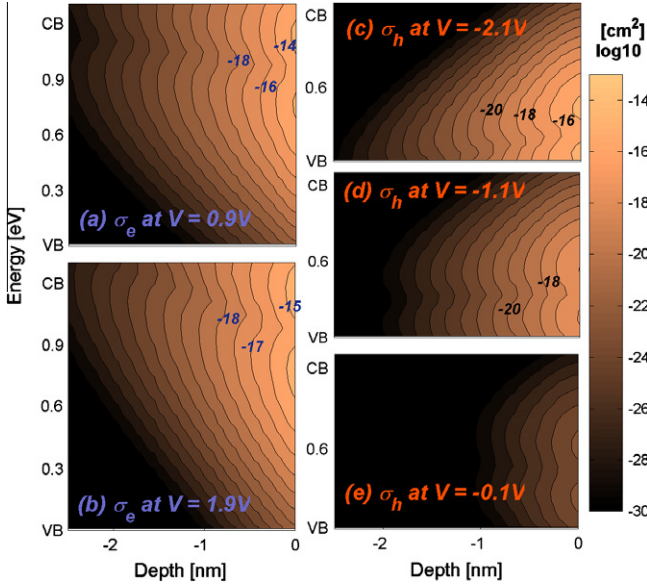 CB
0.9
0.6
0.3
VB
Energy [eV]
-14
-18
-16
(a) σe at V = 0.9V
CB
0.9
0.6
0.3
VB
-15
-18
-17
(b) σe at V = 1.9V
-2
-1
0
Depth [nm]
CB
0.6
VB
(c) σh at V = -2.1V
-20
-18
-16
CB
0.6
VB
(d) σh at V = -1.1V
-18
-20
CB
0.6
VB
(e) σh at V = -0.1V
-2
-1
0
Depth [nm]
[cm²]
log10
-14
-16
-18
-20
-22
-24
-26
-28
-30